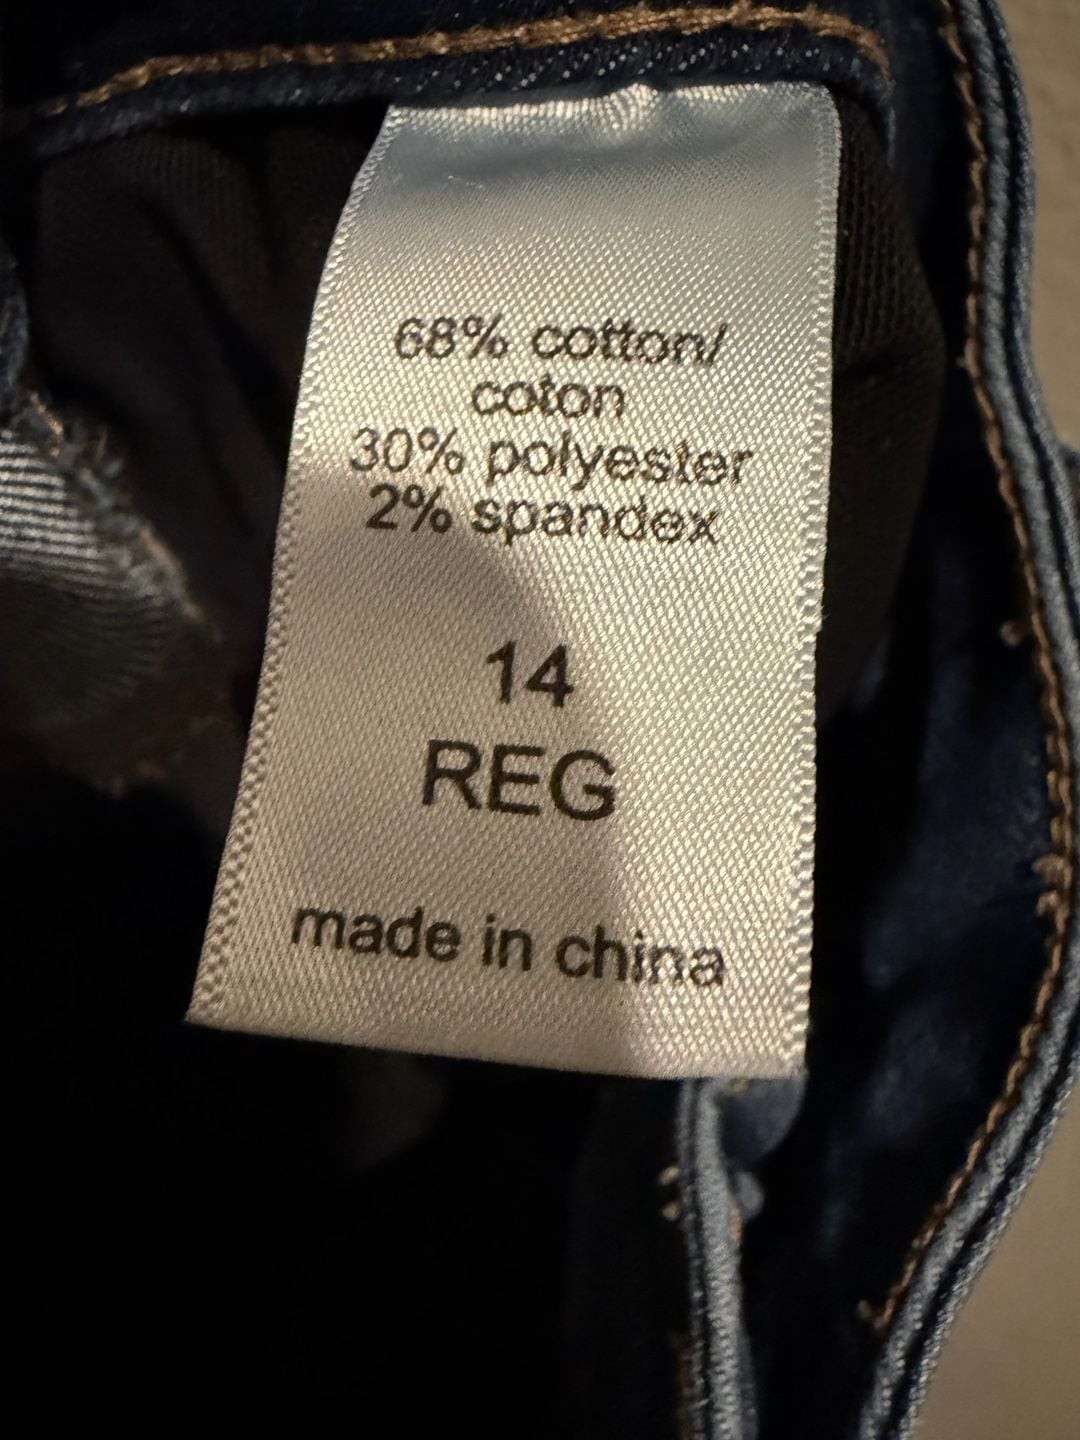 68% cotton/
coton
30% polyester
2% spandex
14
REG
made in china